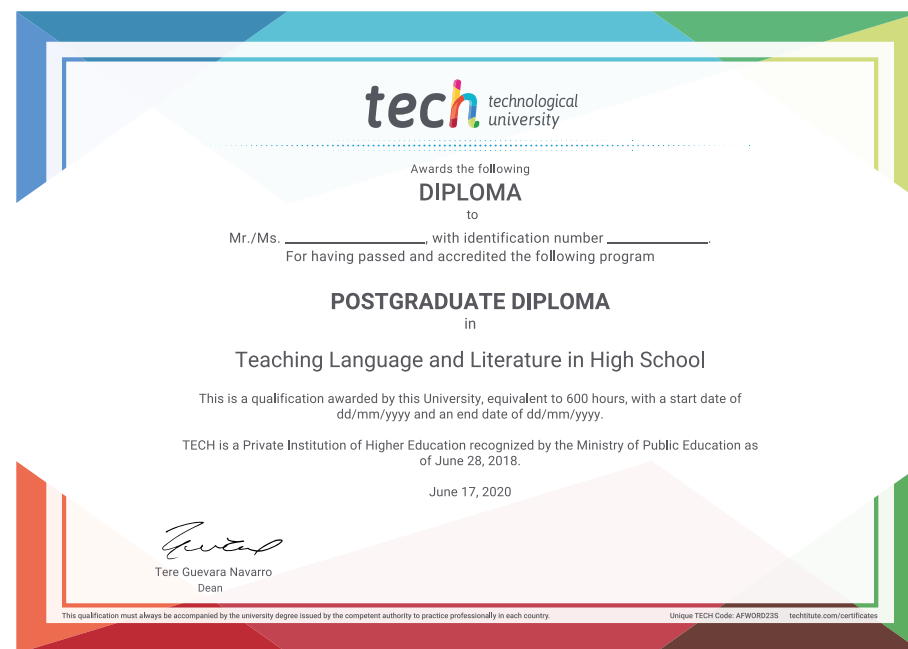 tech technological
university
Awards the following
DIPLOMA
to
Mr./Ms. ____________, with identification number ____________.
For having passed and accredited the following program
POSTGRADUATE DIPLOMA
in
Teaching Language and Literature in High School
This is a qualification awarded by this University, equivalent to 600 hours, with a start date of
dd/mm/yyyy and an end date of dd/mm/yyyy.
TECH is a Private Institution of Higher Education recognized by the Ministry of Public Education as
of June 28, 2018.
June 17, 2020
Tere Guevara Navarro
Dean
This qualification must always be accompanied by the university degree issued by the competent authority to practice professionally in each country. Unique TECH Code: AFWORD23S techtitute.com/certificates